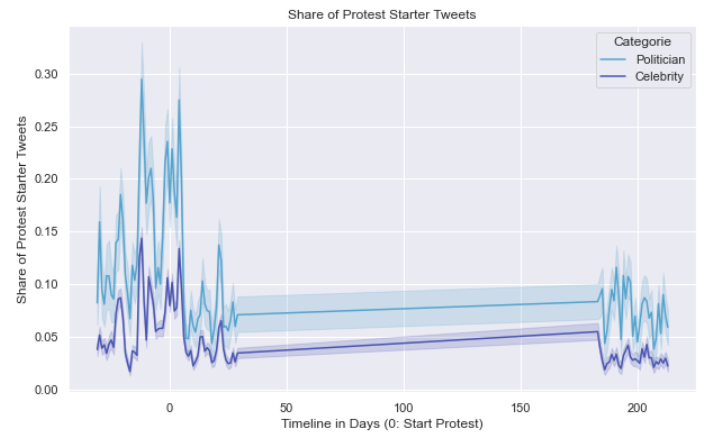 Share of Protest Starter Tweets
Categorie
Politician
Celebrity
Share of Protest Starter Tweets
0.30
0.25
0.20
0.15
0.10
0.05
0.00
0 50 100 150 200
Timeline in Days (0: Start Protest)